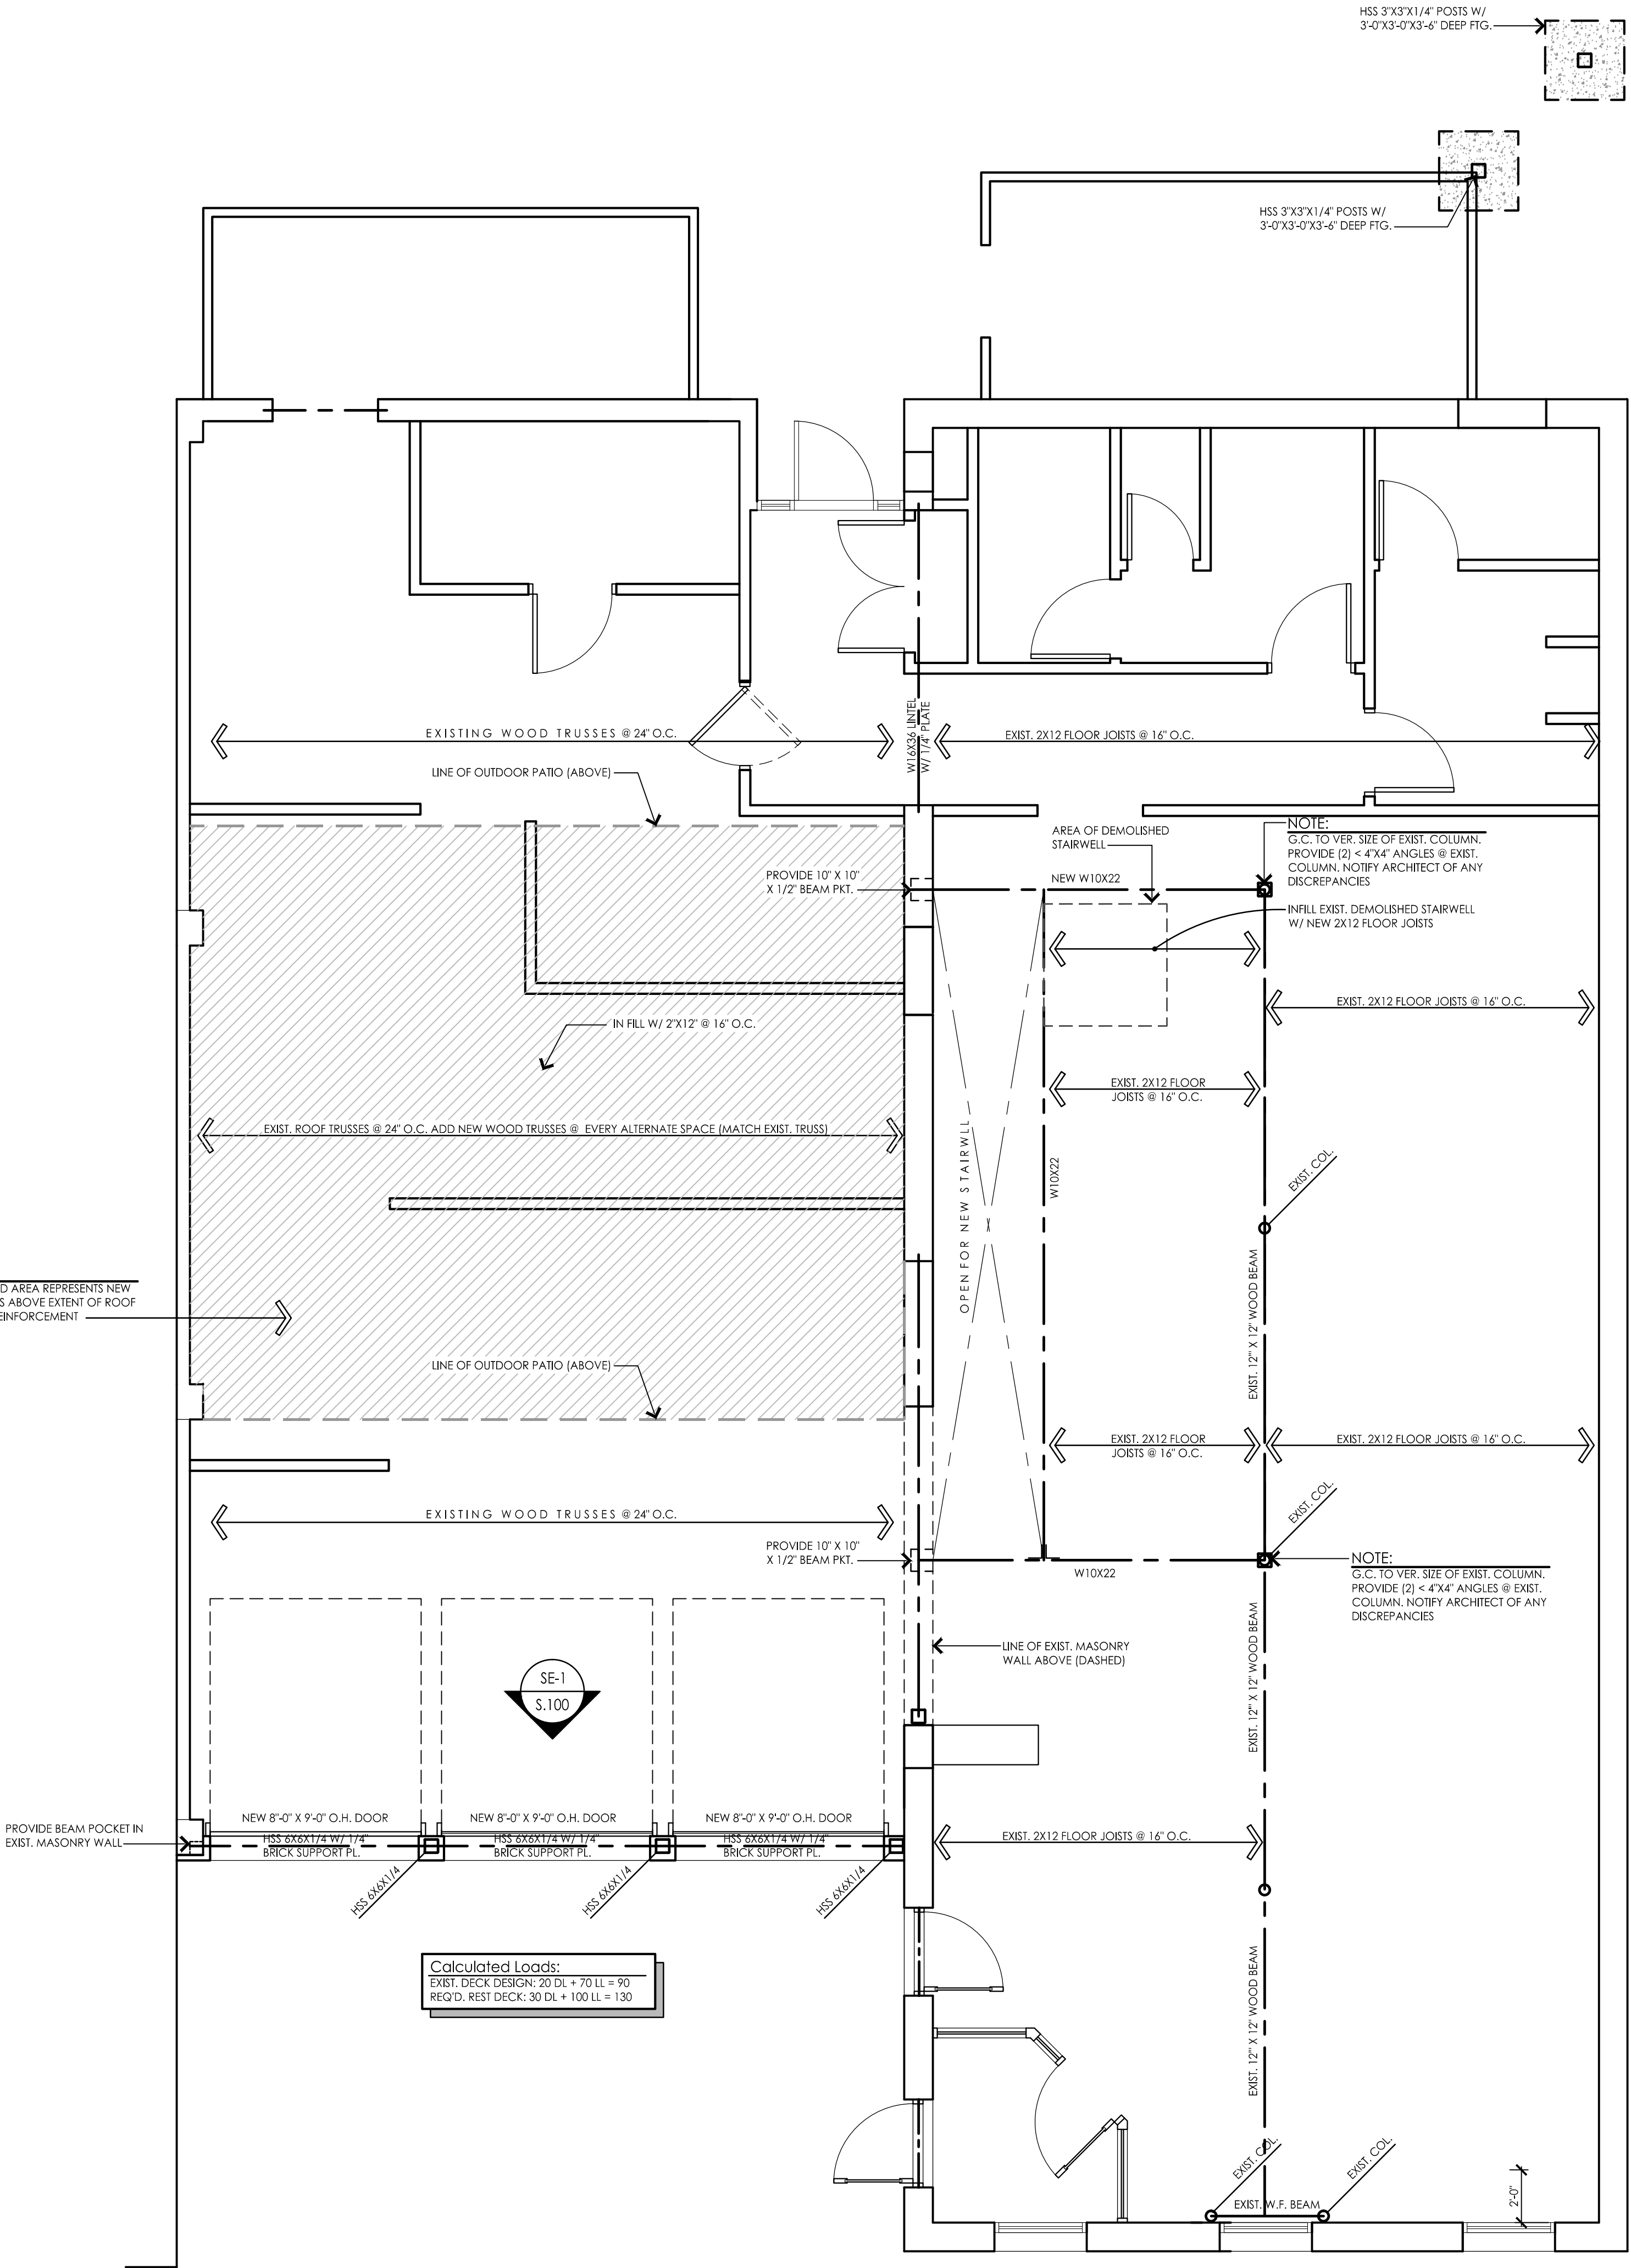 HSS 3"X3"X1/4" POSTS W/
3'-0"X3'-0"X3'-6" DEEP FTG.
HSS 3"X3"X1/4" POSTS W/
3'-0"X3'-0"X3'-6" DEEP FTG.
EXISTING WOOD TRUSSES @ 24" O.C.
W16X36 LINTEL
W/ 1/4" PLATE
EXIST. 2X12 FLOOR JOISTS @ 16" O.C.
LINE OF OUTDOOR PATIO (ABOVE)
AREA OF DEMOLISHED
STAIRWELL
NOTE:
G.C. TO VER. SIZE OF EXIST. COLUMN.
PROVIDE (2) < 4"X4" ANGLES @ EXIST.
COLUMN. NOTIFY ARCHITECT OF ANY
DISCREPANCIES
PROVIDE 10" X 10"
X 1/2" BEAM PKT.
NEW W10X22
INFILL EXIST. DEMOLISHED STAIRWELL
W/ NEW 2X12 FLOOR JOISTS
EXIST. 2X12 FLOOR JOISTS @ 16" O.C.
IN FILL W/ 2"X12" @ 16" O.C.
EXIST. 2X12 FLOOR
JOISTS @ 16" O.C.
EXIST. ROOF TRUSSES @ 24" O.C. ADD NEW WOOD TRUSSES @ EVERY ALTERNATE SPACE (MATCH EXIST. TRUSS)
OPEN FOR NEW STAIRWLL
W10X22
EXIST. COL.
EXIST. 12"' X 12" WOOD BEAM
D AREA REPRESENTS NEW
S ABOVE EXTENT OF ROOF
EINFORCEMENT
LINE OF OUTDOOR PATIO (ABOVE)
EXIST. 2X12 FLOOR
JOISTS @ 16" O.C.
EXIST. 2X12 FLOOR JOISTS @ 16" O.C.
EXISTING WOOD TRUSSES @ 24" O.C.
EXIST. COL.
PROVIDE 10" X 10"
X 1/2" BEAM PKT.
W10X22
NOTE:
G.C. TO VER. SIZE OF EXIST. COLUMN.
PROVIDE (2) < 4"X4" ANGLES @ EXIST.
COLUMN. NOTIFY ARCHITECT OF ANY
DISCREPANCIES
EXIST. 12"' X 12" WOOD BEAM
LINE OF EXIST. MASONRY
WALL ABOVE (DASHED)
SE-1
S.100
NEW 8'-0" X 9'-0" O.H. DOOR
NEW 8'-0" X 9'-0" O.H. DOOR
NEW 8'-0" X 9'-0" O.H. DOOR
PROVIDE BEAM POCKET IN
EXIST. MASONRY WALL
HSS 6X6X1/4 W/ 1/4"
BRICK SUPPORT PL.
HSS 6X6X1/4 W/ 1/4"
BRICK SUPPORT PL.
HSS 6X6X1/4 W/ 1/4"
BRICK SUPPORT PL.
EXIST. 2X12 FLOOR JOISTS @ 16" O.C.
HSS 6X6X1/4
HSS 6X6X1/4
HSS 6X6X1/4
Calculated Loads:
EXIST. DECK DESIGN: 20 DL + 70 LL = 90
REQ'D. REST DECK: 30 DL + 100 LL = 130
EXIST. 12"' X 12" WOOD BEAM
EXIST. COL.
EXIST. COL.
EXIST. W.F. BEAM
2'-0"